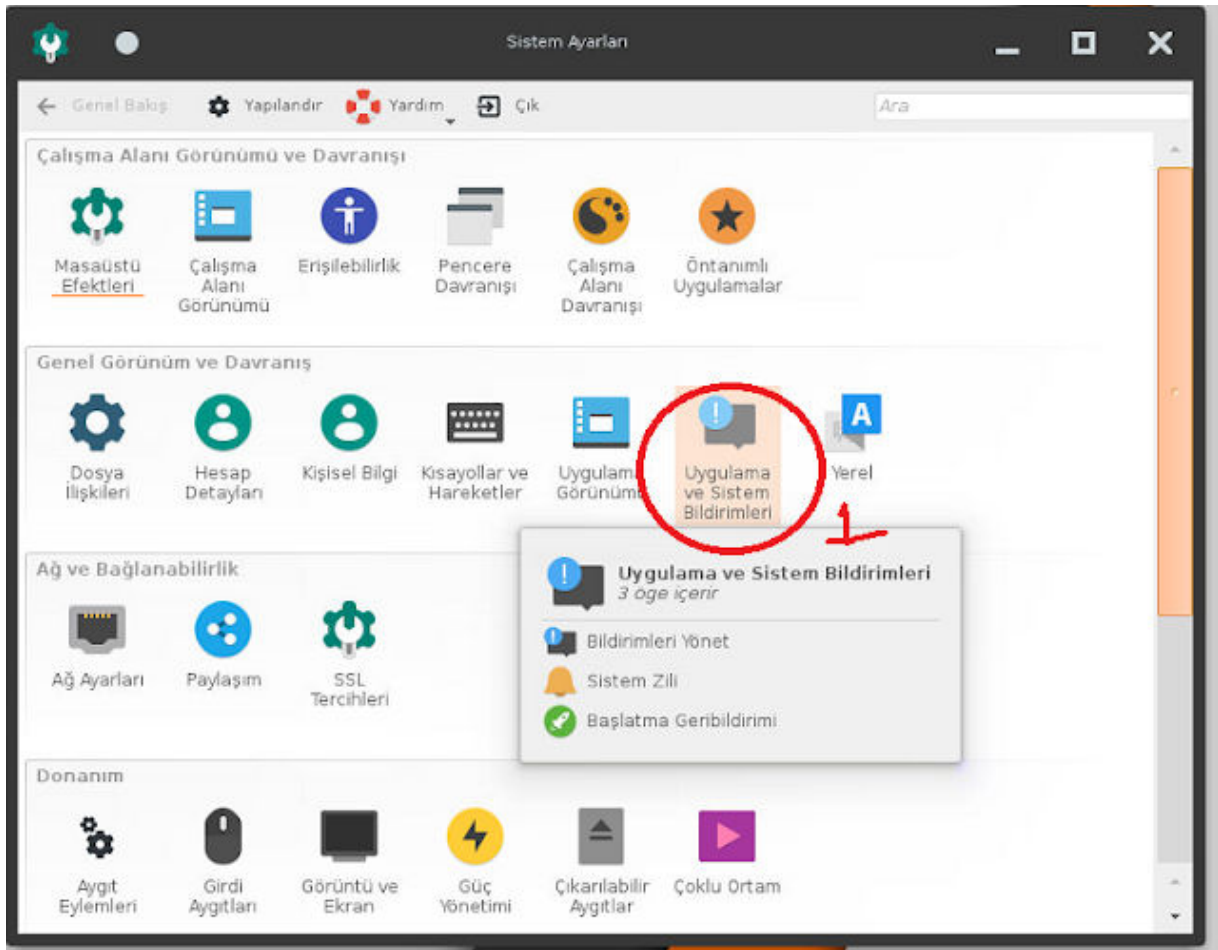 Sistem Ayarları
Genel Bakış Yapılandır Yardım Çık Ara
Çalışma Alanı Görünümü ve Davranışı
Masaüstü
Efektleri
Çalışma
Alanı
Görünümü
Erişilebilirlik
Pencere
Davranışı
Çalışma
Alanı
Davranışı
Öntanımlı
Uygulamalar
Genel Görünüm ve Davranış
Dosya
İlişkileri
Hesap
Detayları
Kişisel Bilgi
Kısayollar ve
Hareketler
Uygulama
Görünümü
Uygulama
ve Sistem
Bildirimleri
A
Yerel
1
Uygulama ve Sistem Bildirimleri
3 öge içerir
Bildirimleri Yönet
Sistem Zili
Başlatma Geribildirimi
Ağ ve Bağlanabilirlik
Ağ Ayarları
Paylaşım
SSL
Tercihleri
Donanım
Aygıt
Eylemleri
Girdi
Aygıtları
Görüntü ve
Ekran
Güç
Yönetimi
Çıkarılabilir
Aygıtlar
Çoklu Ortam